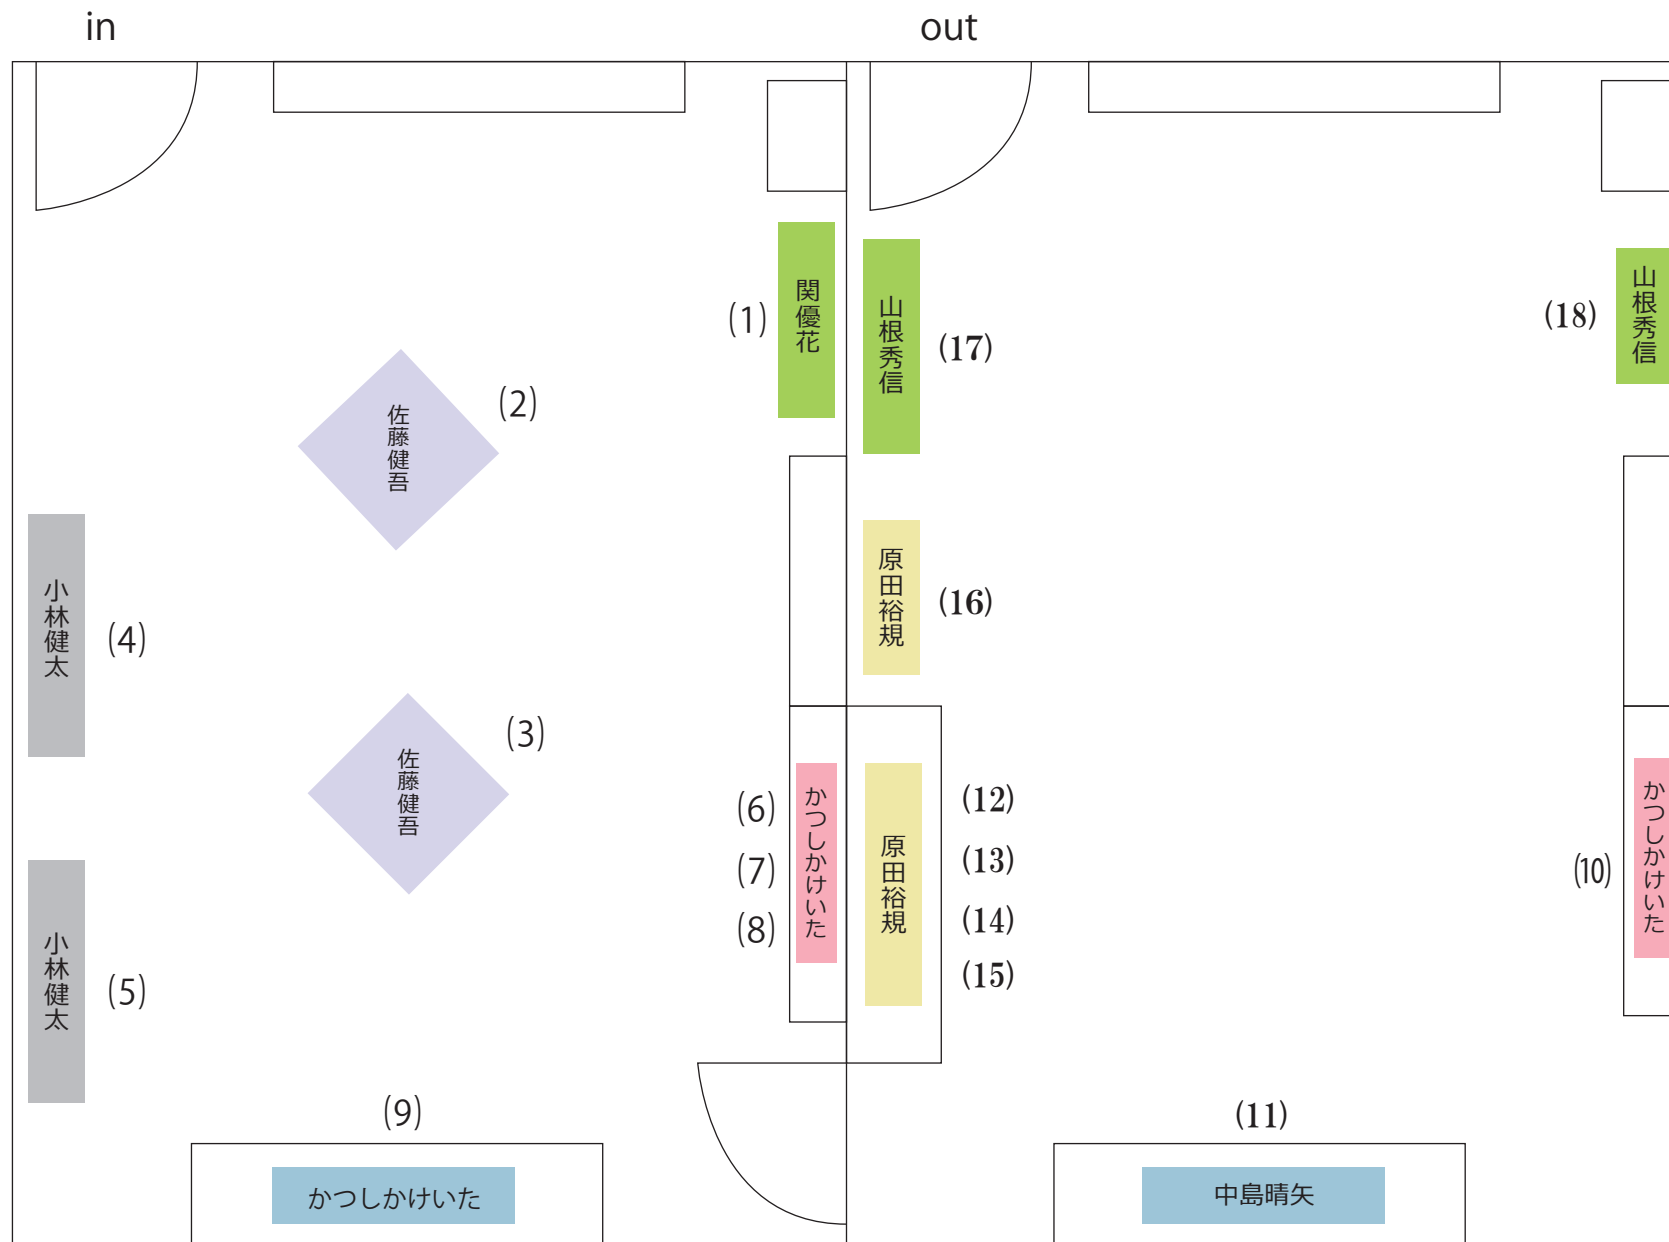 in
out
(1)
関優花
(2)
佐藤健吾
(3)
佐藤健吾
小林健太
(4)
小林健太
(5)
(6)
(7)
(8)
かつしかけいた
(9)
かつしかけいた
山根秀信
(17)
(18)
山根秀信
原田裕規
(16)
原田裕規
(12)
(13)
(14)
(15)
(10)
かつしかけいた
(11)
中島晴矢